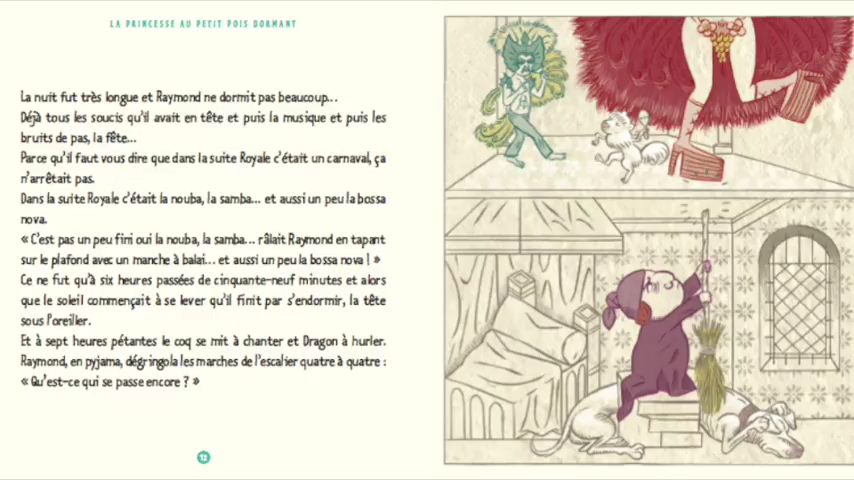 LA PRINCESSE AU PETIT POIS DORMANT
La nuit fut très longue et Raymond ne dormit pas beaucoup...
Déjà tous les soucis qu'il avait en tête et puis la musique et puis les
bruits de pas, la fête...
Parce qu'il faut vous dire que dans la suite Royale c'était un carnaval, ça
n'arrêtait pas.
Dans la suite Royale c'était la nouba, la samba... et aussi un peu la bossa
nova.
« C'est pas un peu fini oui la nouba, la samba... râlait Raymond en tapant
sur le plafond avec un manche à balai... et aussi un peu la bossa nova ! »
Ce ne fut qu'à six heures passées de cinquante-neuf minutes et alors
que le soleil commençait à se lever qu'il finit par s'endormir, la tête
sous l'oreiller.
Et à sept heures pétantes le coq se mit à chanter et Dragon à hurler.
Raymond, en pyjama, dégringola les marches de l'escalier quatre à quatre :
« Qu'est-ce qui se passe encore ? »
12